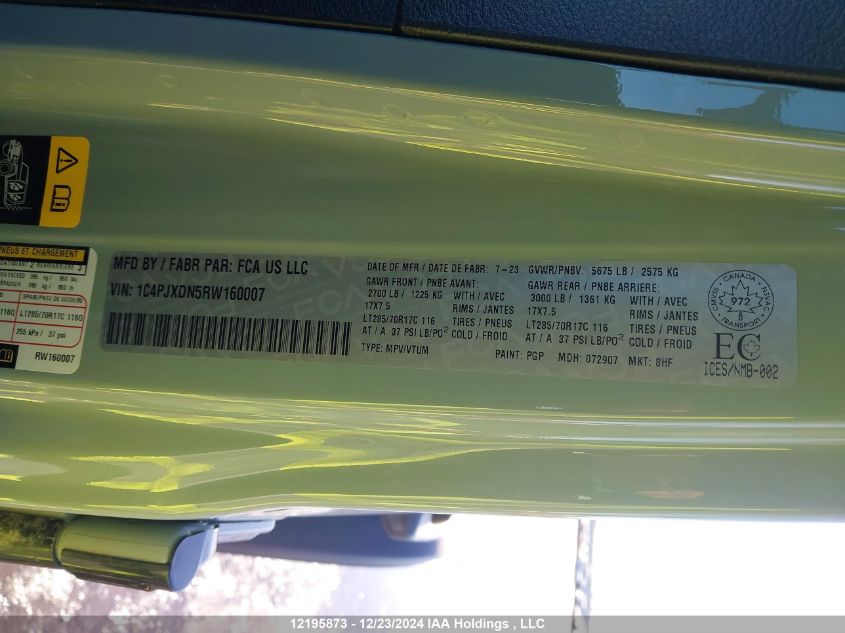 MFD BY / FABR PAR: FCA US LLC
VIN: 1C4PJXDN5RW160007
DATE OF MFR / DATE DE FABR: 7-23
GAWR FRONT / PNBE AVANT:
2700 LB / 1225 KG WITH / AVEC
17X7.5 RIMS / JANTES
LT285/70R17C 116 TIRES / PNEUS
AT / A 37 PSI LB/PO² COLD / FROID
TYPE: MPV/VTUM
GVWR/PNBV: 5675 LB / 2575 KG
GAWR REAR / PNBE ARRIERE:
3000 LB / 1361 KG WITH / AVEC
17X7.5 RIMS / JANTES
LT285/70R17C 116 TIRES / PNEUS
AT / A 37 PSI LB/PO² COLD / FROID
PAINT: PGP MDH: 072907 MKT: 8HF
CANADA
972
B
TRANSPORT
EC
ICES/NMB-002
PNEUS ET CHARGEMENT
LT285/70R17C 116Q
255 kPa / 37 psi
RW160007
12195873 - 12/23/2024 IAA Holdings , LLC